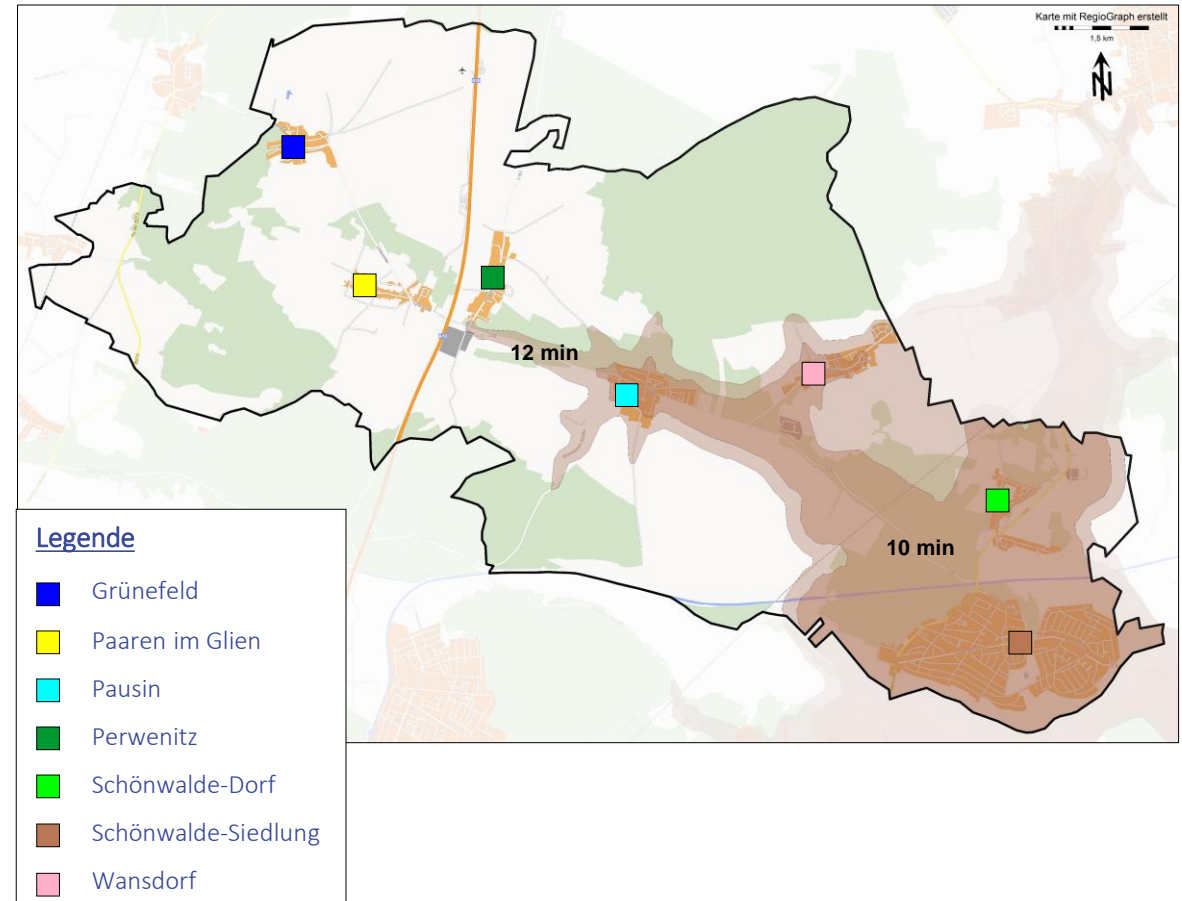 Karte mit RegioGraph erstellt
1,5 km
N
12 min
10 min
Legende
Grünefeld
Paaren im Glien
Pausin
Perwenitz
Schönwalde-Dorf
Schönwalde-Siedlung
Wansdorf